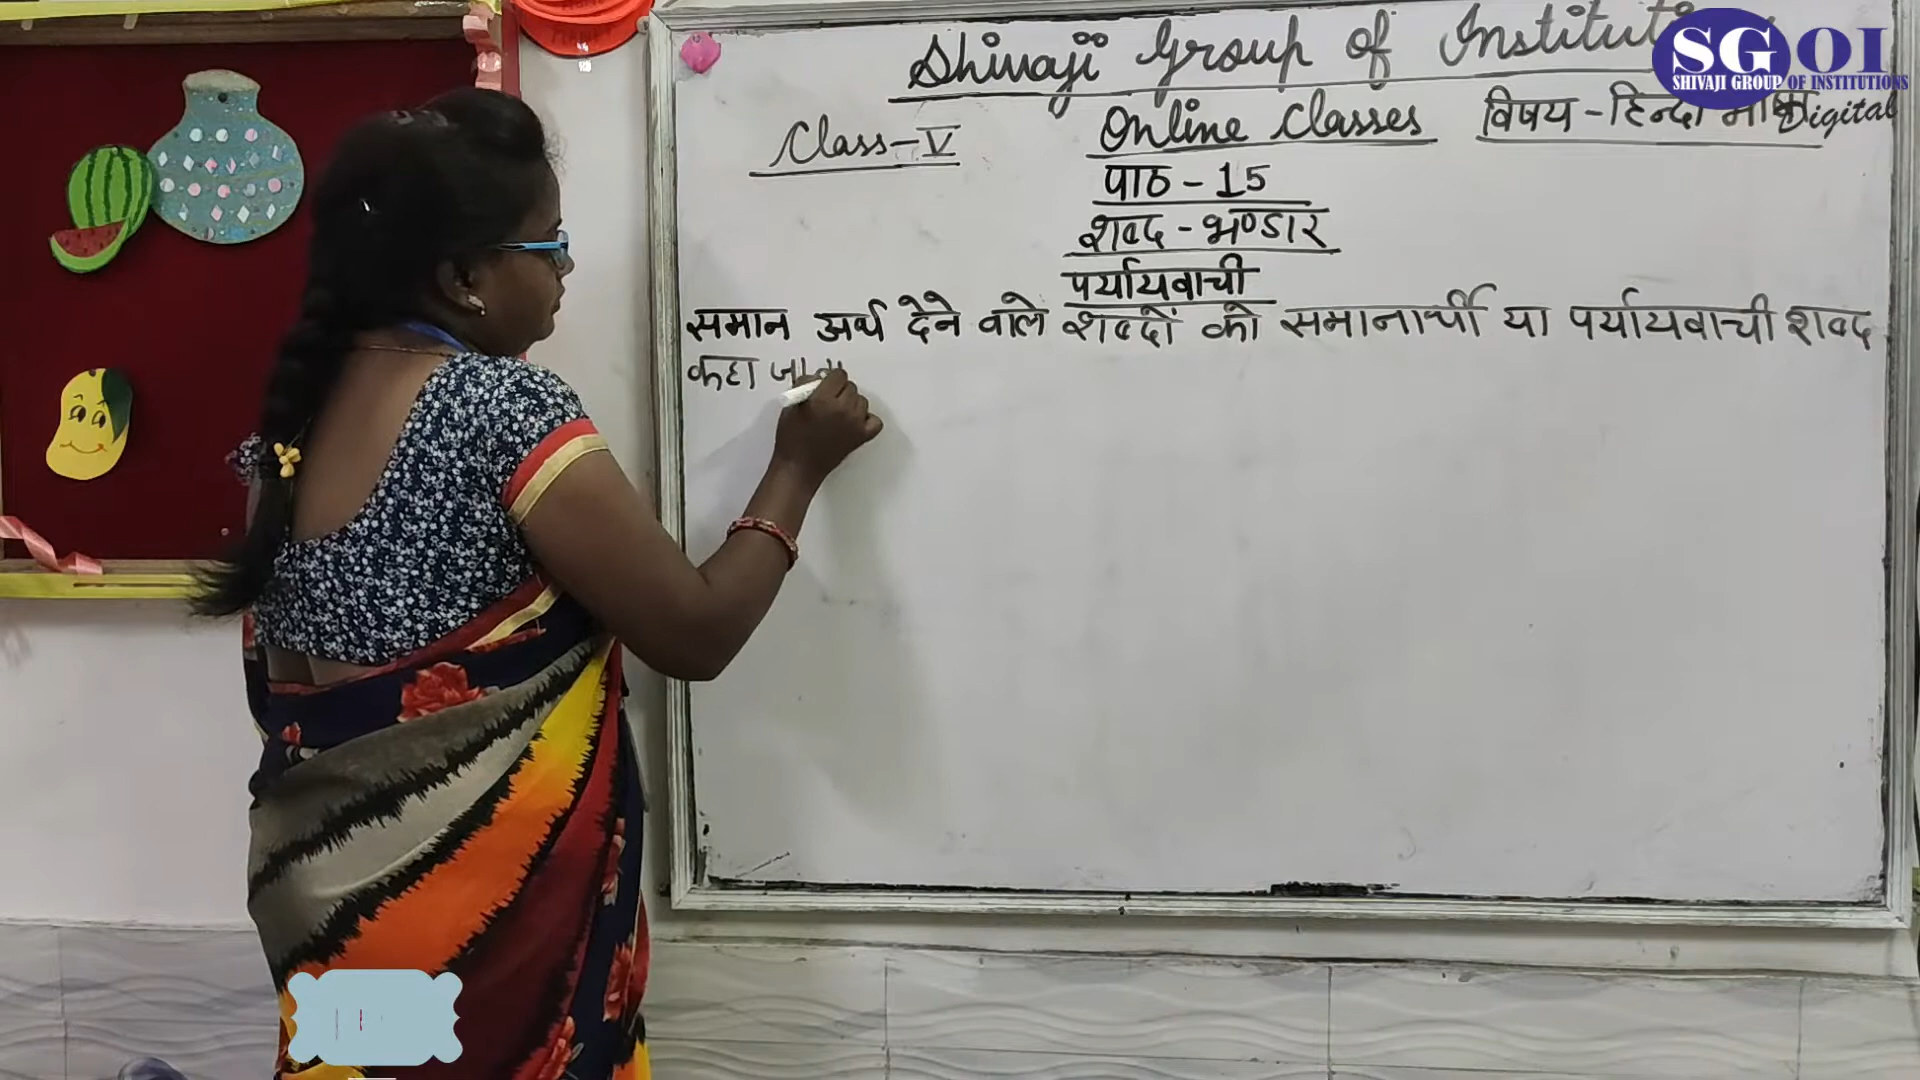 Shivaji Group of
SGOI
SHIVAJI GROUP OF INSTITUTIONS
Class-V
Online Classes
विषय-हिन्दी
Digital
पाठ-15
शब्द-भण्डार
पर्यायवाची
समान अर्थ देने वाले शब्दों को समानार्थी या पर्यायवाची शब्द
कहा